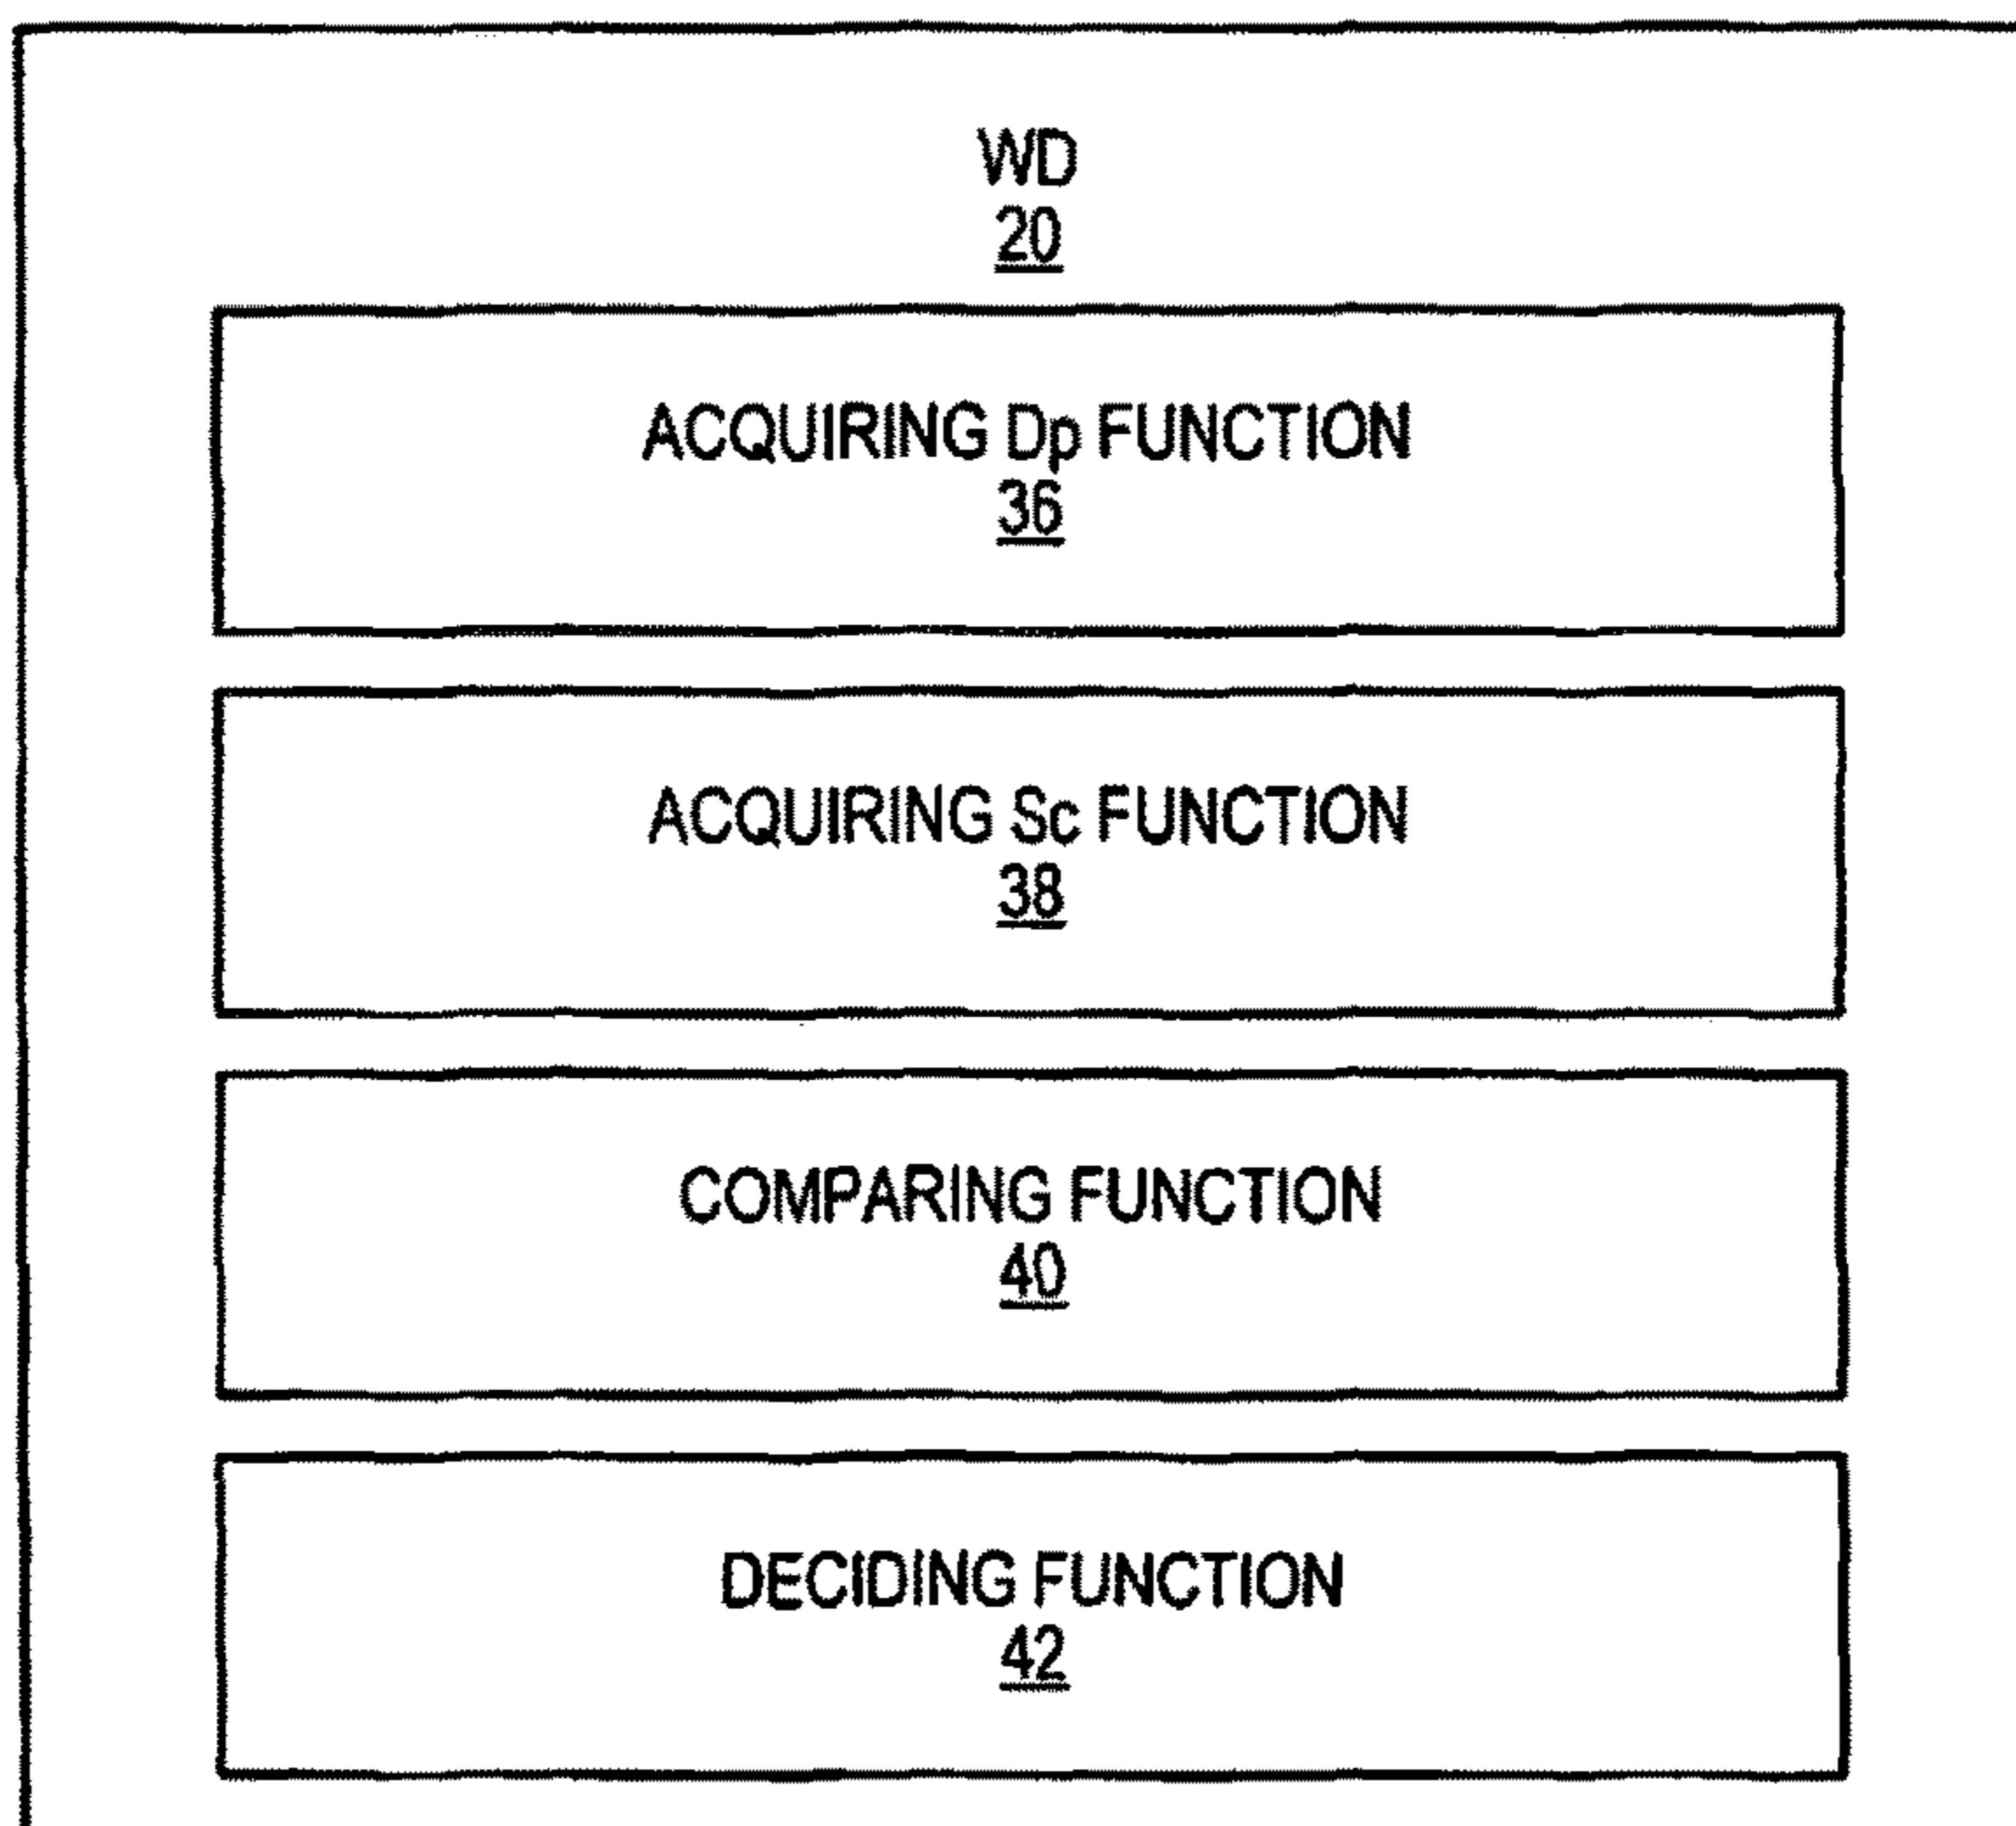 WD
20
ACQUIRING Dp FUNCTION
36
ACQUIRING Sc FUNCTION
38
COMPARING FUNCTION
40
DECIDING FUNCTION
42